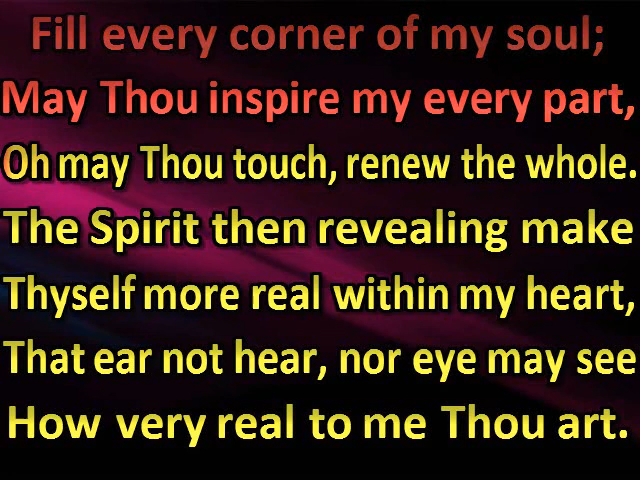 Fill every corner of my soul;
May Thou inspire my every part,
Oh may Thou touch, renew the whole.
The Spirit then revealing make
Thyself more real within my heart,
That ear not hear, nor eye may see
How very real to me Thou art.